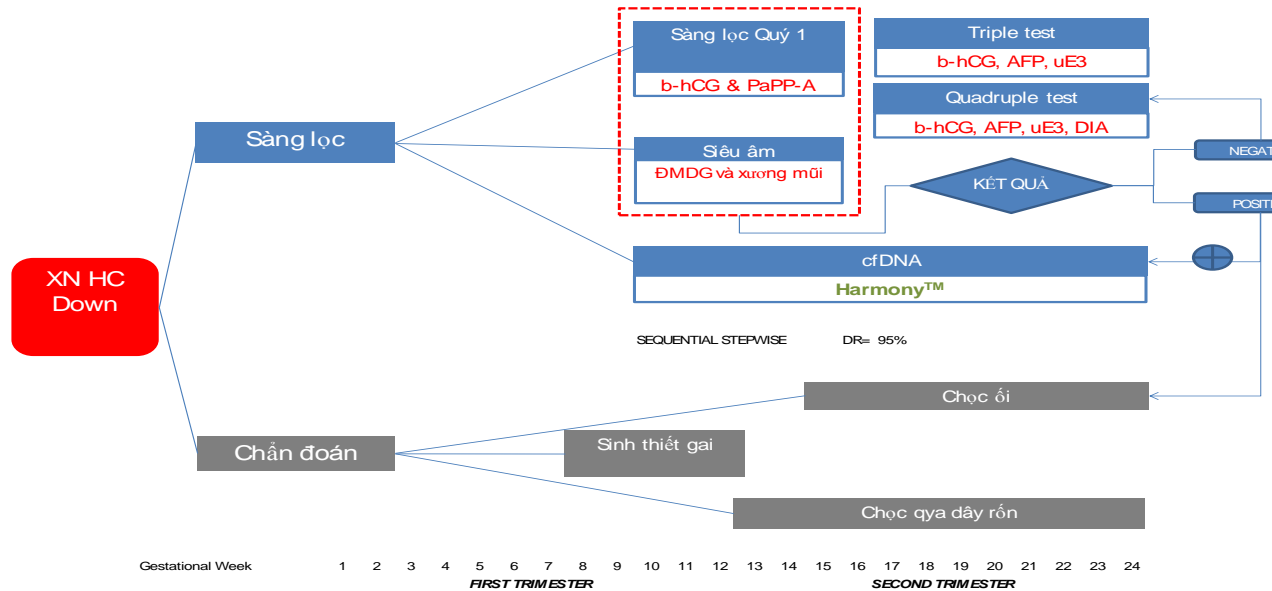 Sàng lọc Quý 1
b-hCG & PaPP-A
Triple test
b-hCG, AFP, uE3
Quadruple test
b-hCG, AFP, uE3, DIA
Sàng lọc
Siêu âm
ĐMDG và xương mũi
KẾT QUẢ
NEGAT
POSITI
cfDNA
Harmony™
XN HC
Down
SEQUENTIAL STEPWISE DR= 95%
Chọc ối
Sinh thiết gai
Chẩn đoán
Chọc qya dây rốn
Gestational Week 1 2 3 4 5 6 7 8 9 10 11 12 13 14 15 16 17 18 19 20 21 22 23 24
FIRST TRIMESTER SECOND TRIMESTER